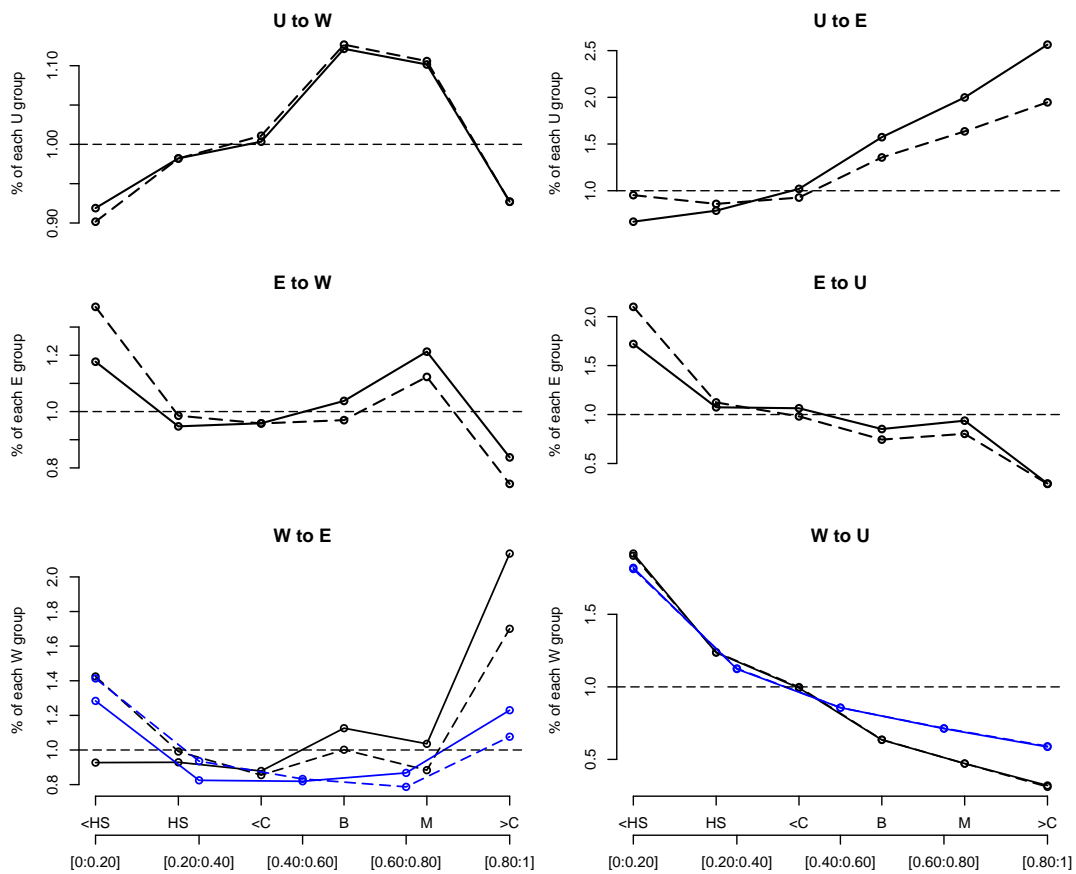 U to W
% of each U group
0.90
1.00
1.10
U to E
% of each U group
1.0
1.5
2.0
2.5
E to W
% of each E group
0.8
1.0
1.2
E to U
% of each E group
0.5
1.0
1.5
2.0
W to E
% of each W group
0.8
1.0
1.2
1.4
1.6
1.8
2.0
<HS HS <C B M >C
[0:0.20] [0.20:0.40] [0.40:0.60] [0.60:0.80] [0.80:1]
W to U
% of each W group
0.5
1.0
1.5
<HS HS <C B M >C
[0:0.20] [0.20:0.40] [0.40:0.60] [0.60:0.80] [0.80:1]